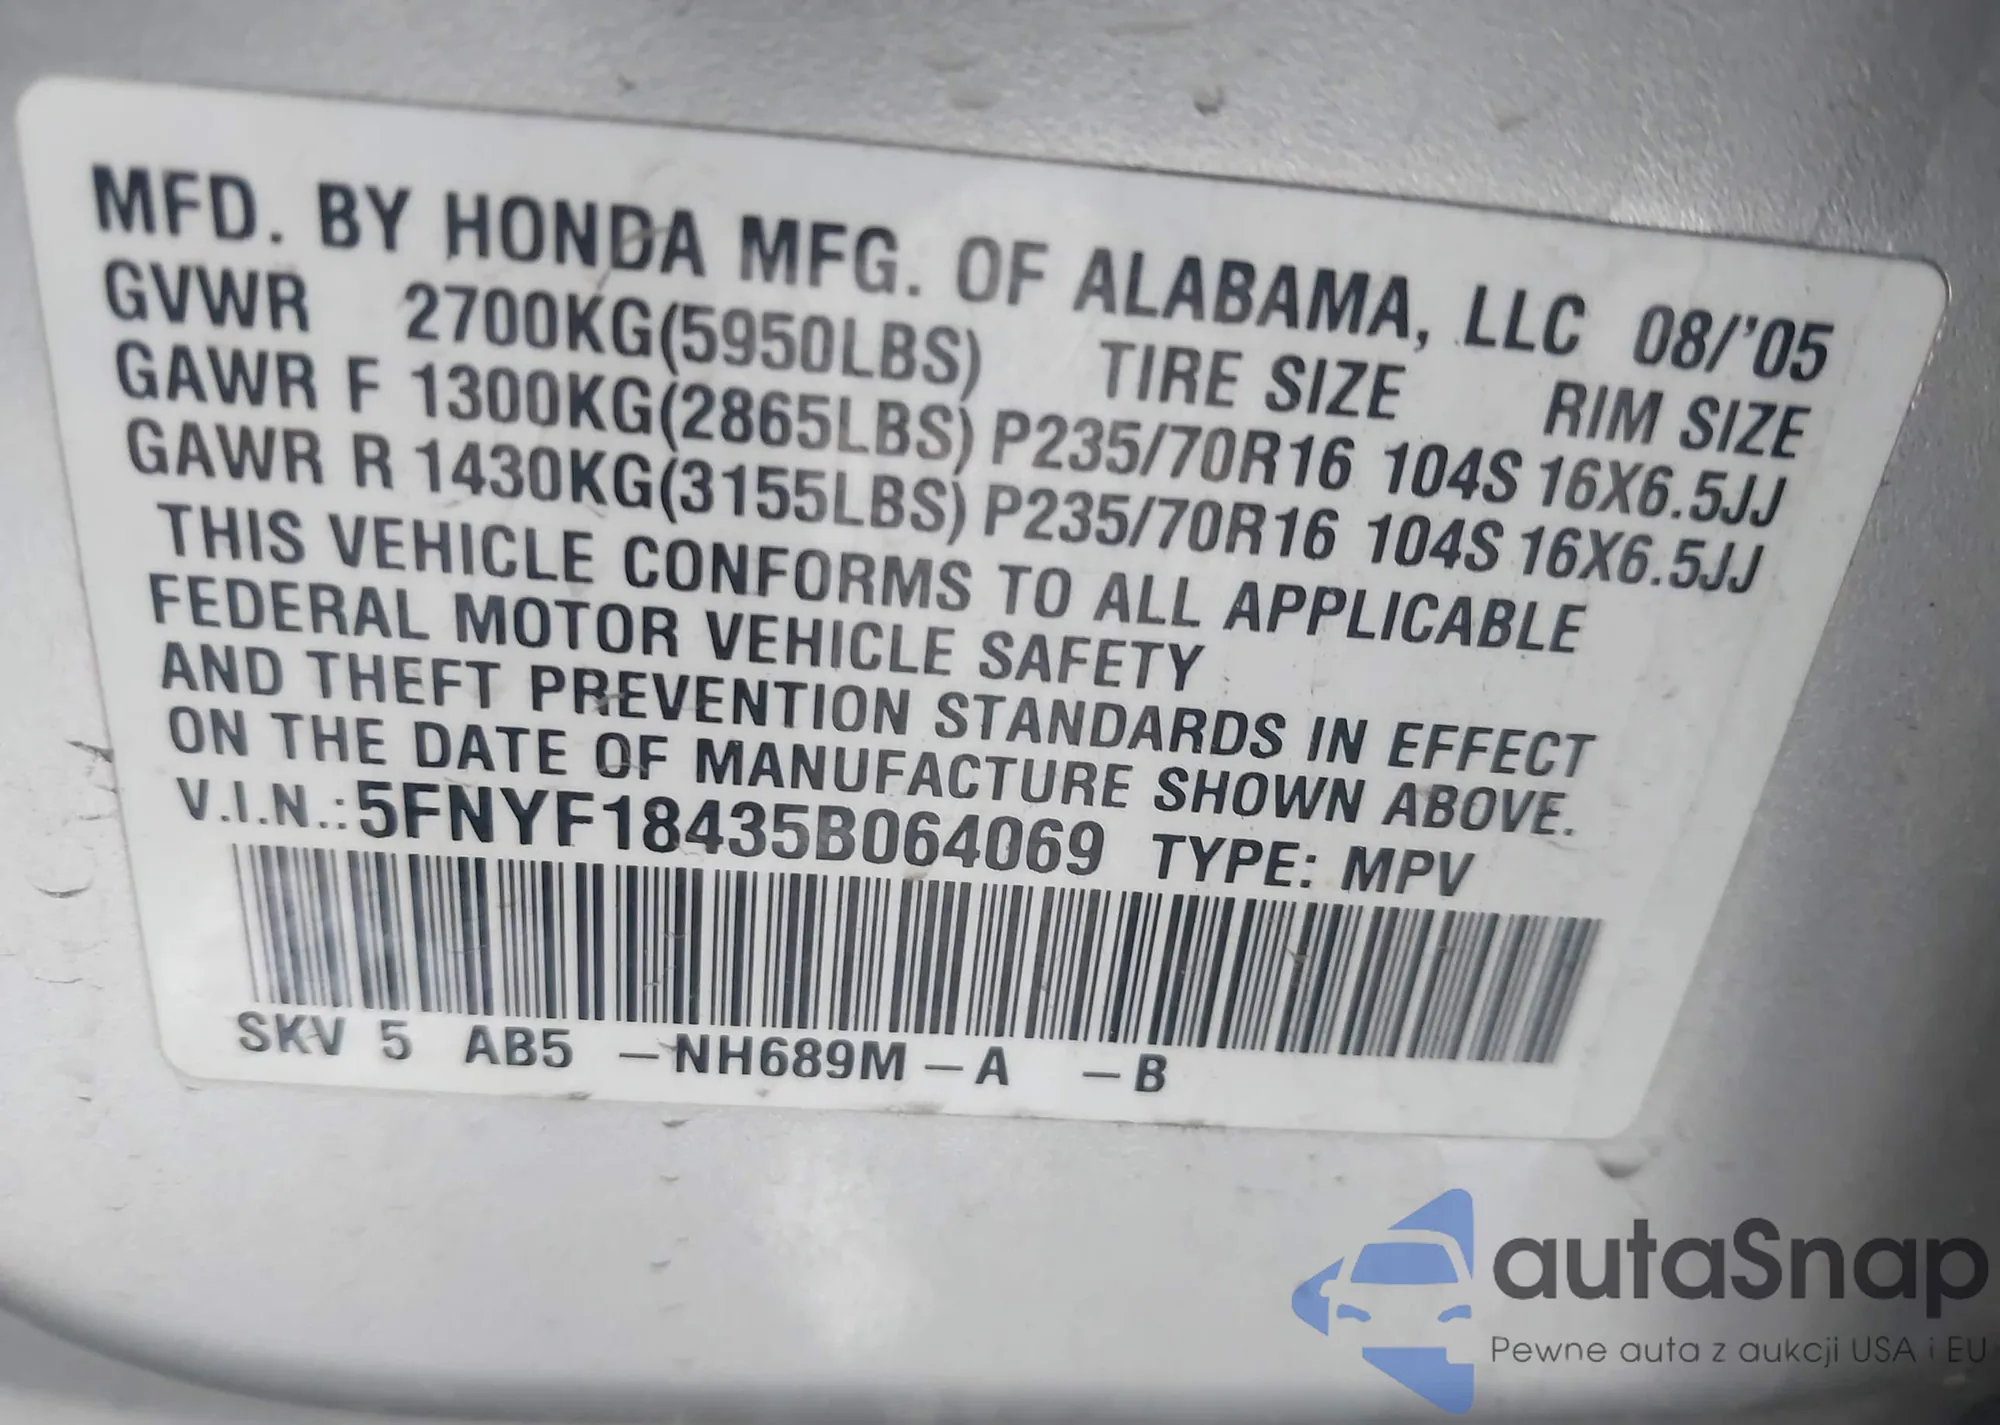 MFD. BY HONDA MFG. OF ALABAMA, LLC 08/'05
GVWR 2700KG(5950LBS) TIRE SIZE RIM SIZE
GAWR F 1300KG(2865LBS) P235/70R16 104S 16X6.5JJ
GAWR R 1430KG(3155LBS) P235/70R16 104S 16X6.5JJ
THIS VEHICLE CONFORMS TO ALL APPLICABLE
FEDERAL MOTOR VEHICLE SAFETY
AND THEFT PREVENTION STANDARDS IN EFFECT
ON THE DATE OF MANUFACTURE SHOWN ABOVE.
V.I.N.:5FNYF18435B064069 TYPE: MPV
SKV 5 AB5 –NH689M–A –B
autaSnap
Pewne auta z aukcji USA i EU